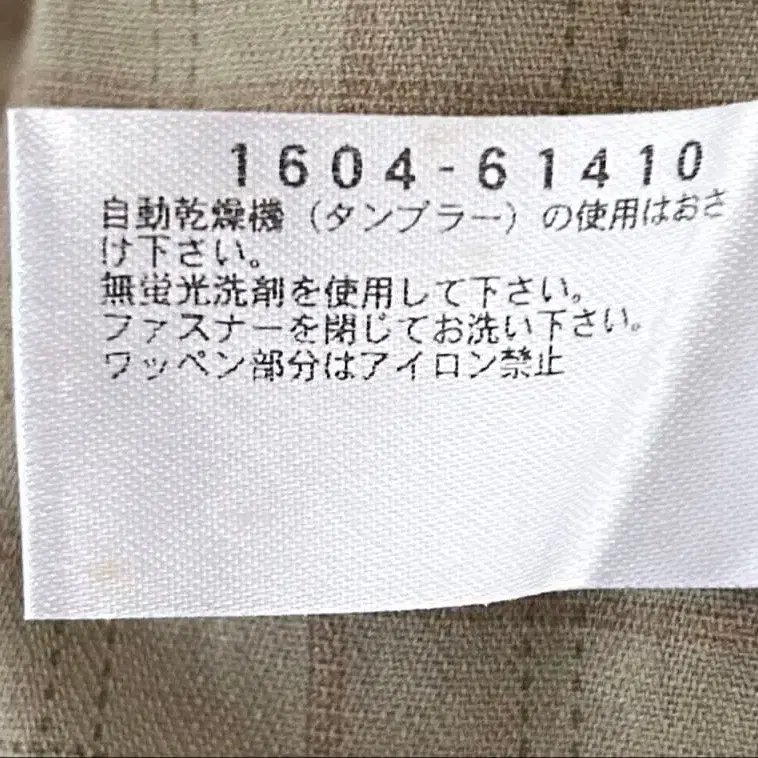 1604-61410
自動乾燥機（タンブラー）の使用はおさ
け下さい。
無蛍光洗剤を使用して下さい。
ファスナーを閉じてお洗い下さい。
ワッペン部分はアイロン禁止